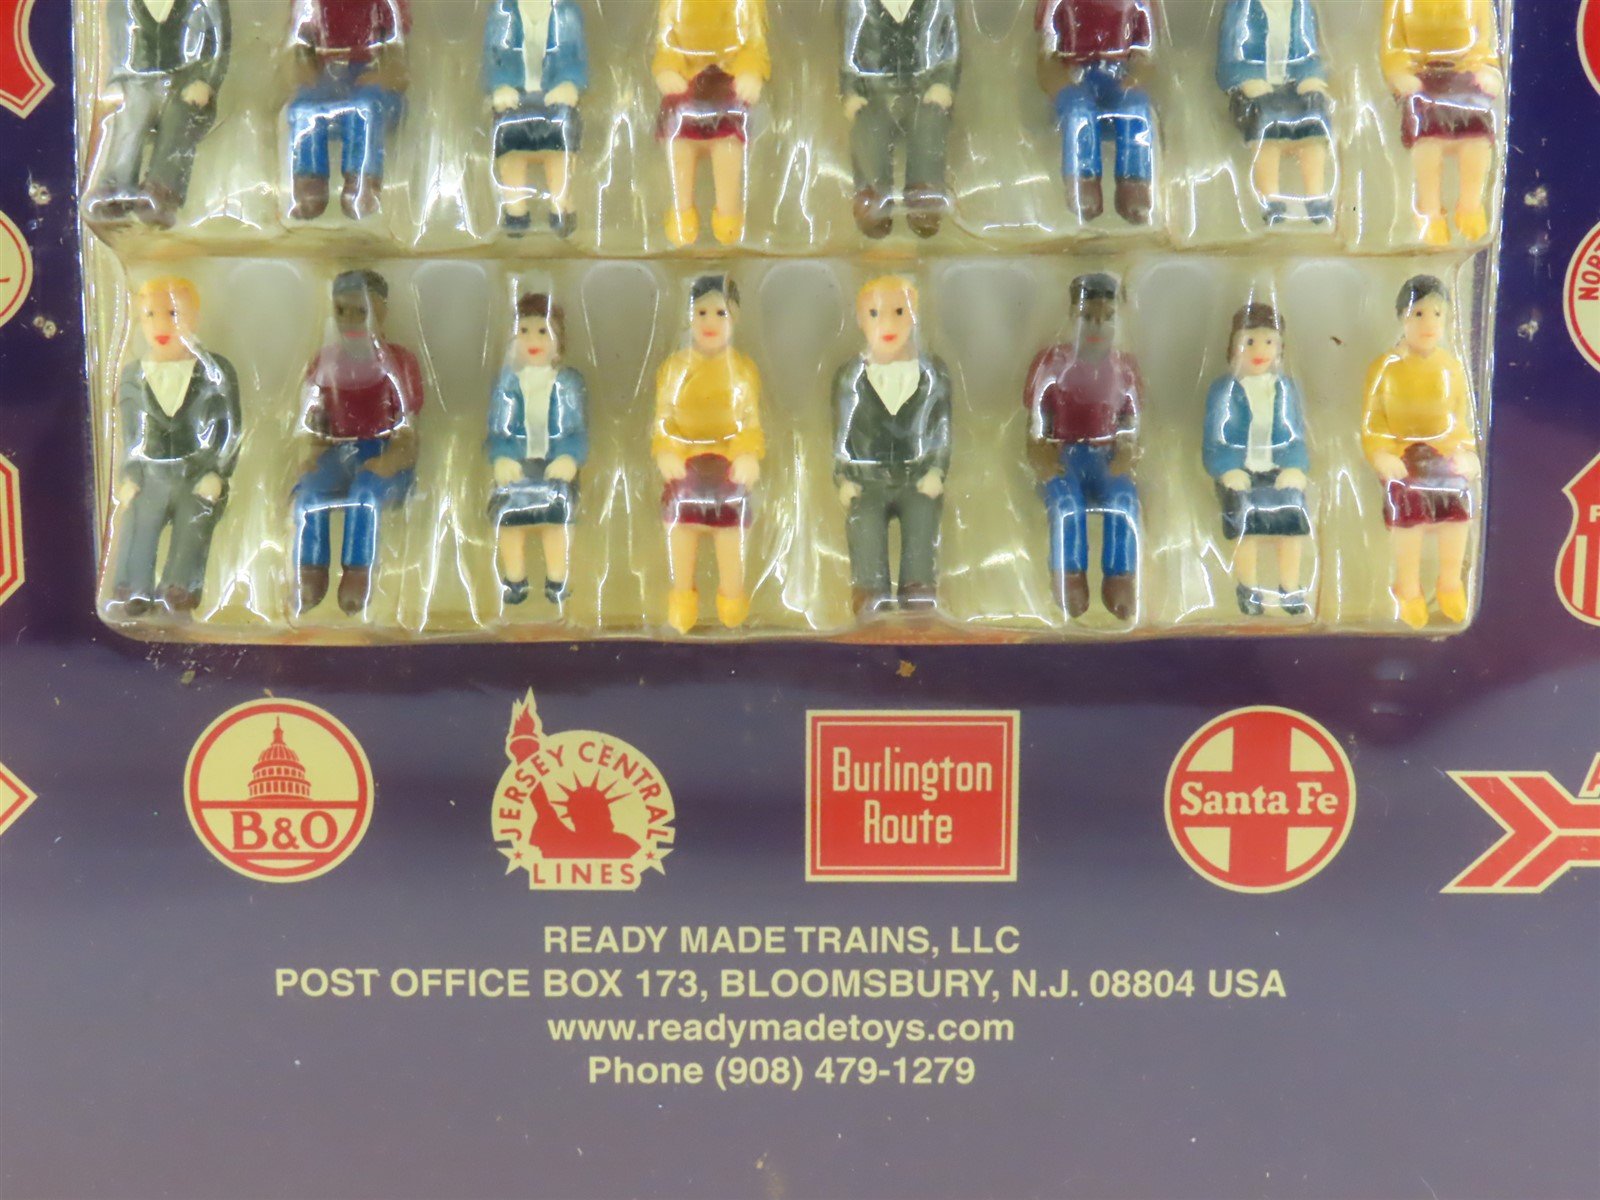 NOR
B&O
JERSEY CENTRAL
LINES
Burlington
Route
Santa Fe
READY MADE TRAINS, LLC
POST OFFICE BOX 173, BLOOMSBURY, N.J. 08804 USA
www.readymadetoys.com
Phone (908) 479-1279